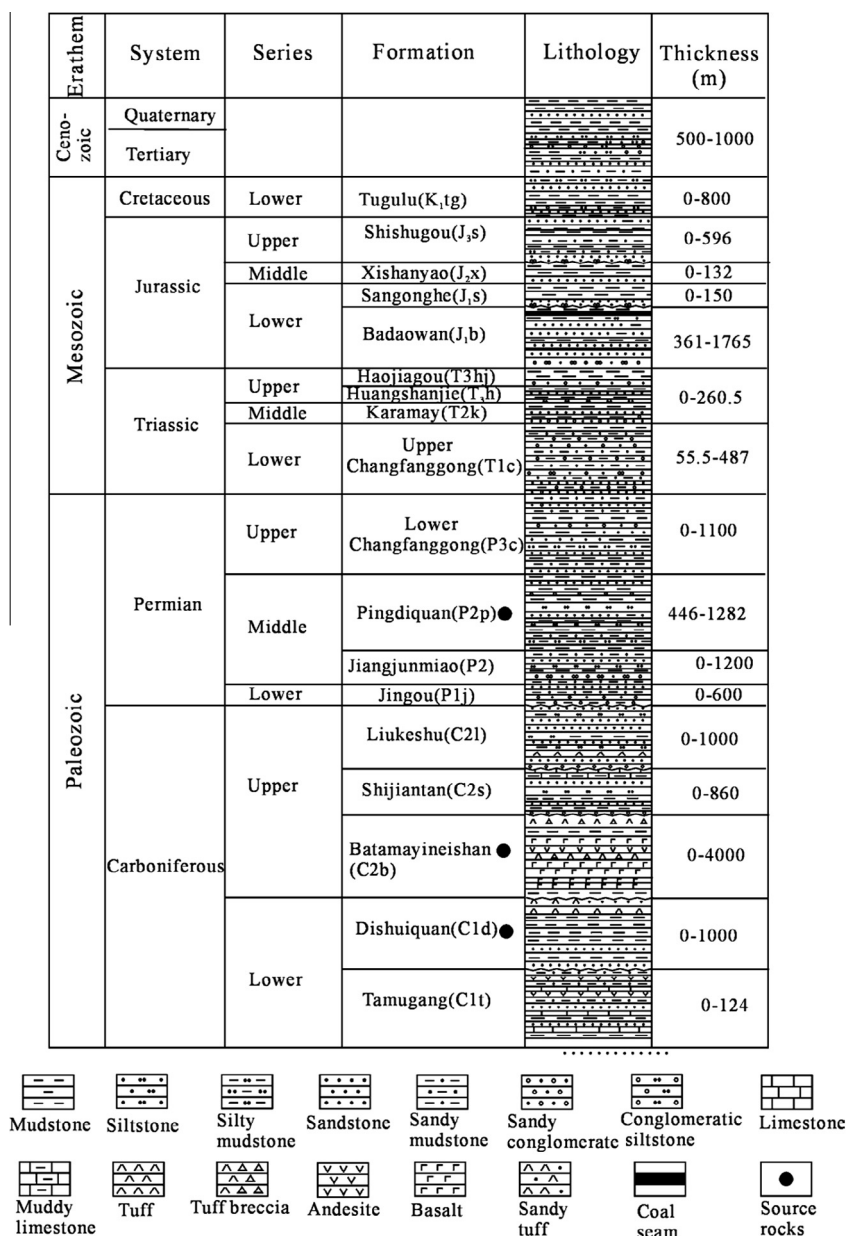 Erathem System Series Formation Lithology Thickness
(m)
Ceno-
zoic
Quaternary
Tertiary
500-1000
Mesozoic
Cretaceous Lower Tugulu(K₁tg) 0-800
Jurassic
Upper Shishugou(J₃s) 0-596
Middle Xishanyao(J₂x) 0-132
Lower
Sangonghe(J₁s) 0-150
Badaowan(J₁b) 361-1765
Triassic
Upper
Haojiagou(T3hj)
Huangshanjie(T₃h)
0-260.5
Middle Karamay(T2k)
Lower
Upper
Changfanggong(T1c)
55.5-487
Paleozoic
Permian
Upper
Lower
Changfanggong(P3c)
0-1100
Middle
Pingdiquan(P2p) 446-1282
Jiangjunmiao(P2) 0-1200
Lower Jingou(P1j) 0-600
Carboniferous
Upper
Liukeshu(C2l) 0-1000
Shijiantan(C2s) 0-860
Batamayineishan
(C2b)
0-4000
Lower
Dishuiquan(C1d) 0-1000
Tamugang(C1t) 0-124
Mudstone
Siltstone
Silty
mudstone
Sandstone
Sandy
mudstone
Sandy
conglomerate
Conglomeratic
siltstone
Limestone
Muddy
limestone
Tuff
Tuff breccia
Andesite
Basalt
Sandy
tuff
Coal
seam
Source
rocks